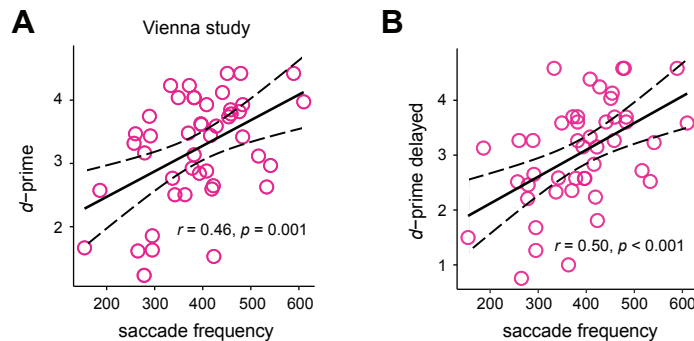 A
Vienna study
d−prime
4
3
2
r = 0.46, p = 0.001
200 300 400 500 600
saccade frequency
B
d−prime delayed
4
3
2
1
r = 0.50, p < 0.001
200 300 400 500 600
saccade frequency